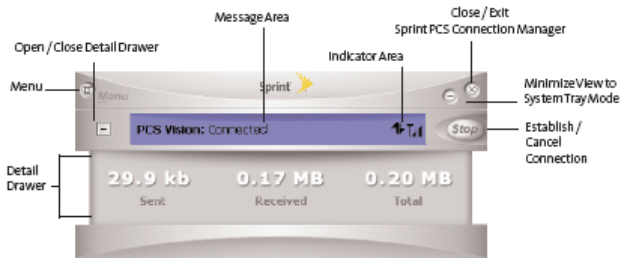 Message Area
Close / Exit
Sprint PCS Connection Manager
Open / Close Detail Drawer
Indicator Area
Menu
Menu
Sprint
Minimize View to
System Tray Mode
PCS Vision: Connected
Stop
Establish /
Cancel
Connection
Detail
Drawer
29.9 kb
0.17 MB
0.20 MB
Sent
Received
Total